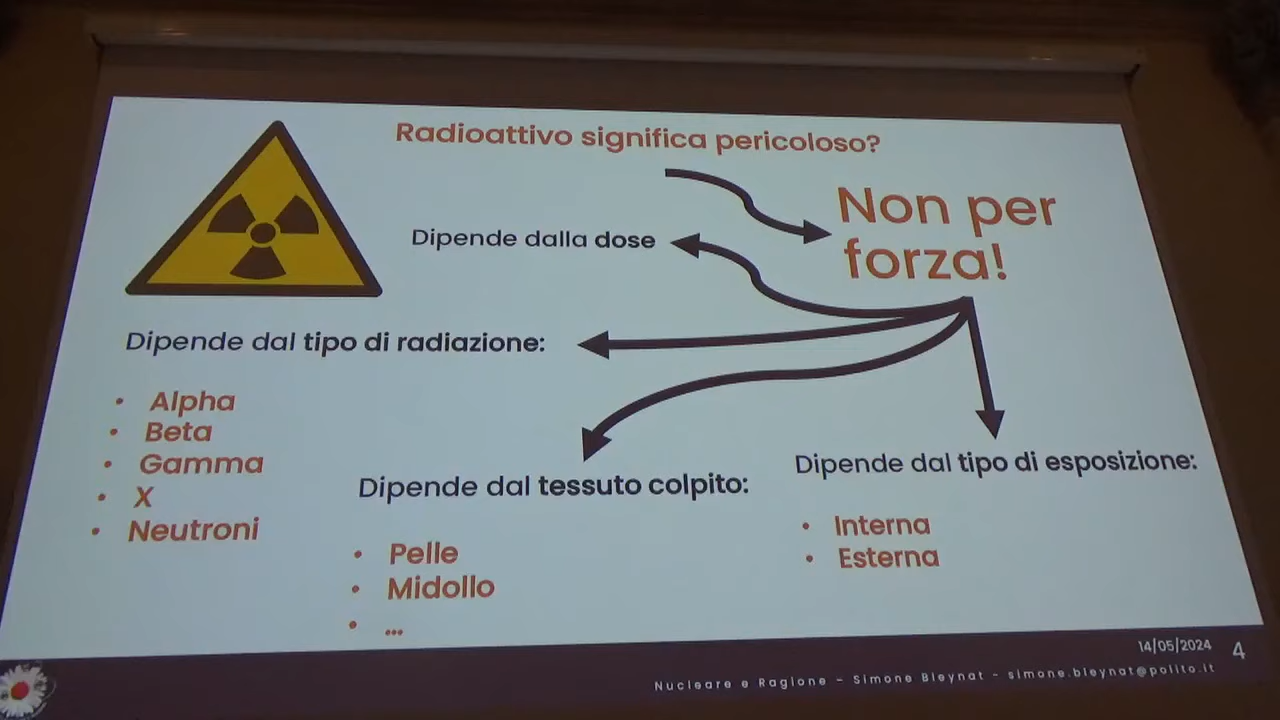 Radioattivo significa pericoloso?
Non per
forza!
Dipende dalla dose
Dipende dal tipo di radiazione:
• Alpha
• Beta
• Gamma
• X
• Neutroni
Dipende dal tessuto colpito:
• Pelle
• Midollo
• ...
Dipende dal tipo di esposizione:
• Interna
• Esterna
14/05/2024 4
Nucleare e Ragione – Simone Bleynat – simone.bleynat@polito.it